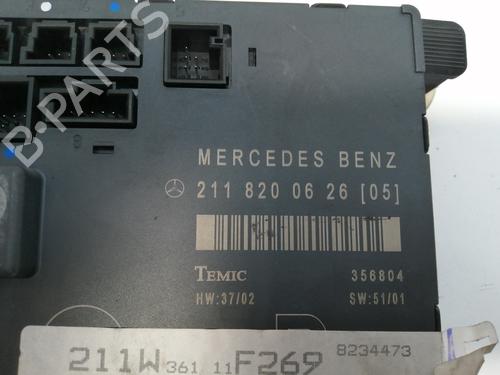 B-PARTS
MERCEDES BENZ
211 820 06 26 [05]
TEMIC 356804
HW:37/02 SW:51/01
211W 361 11 F269 8234473